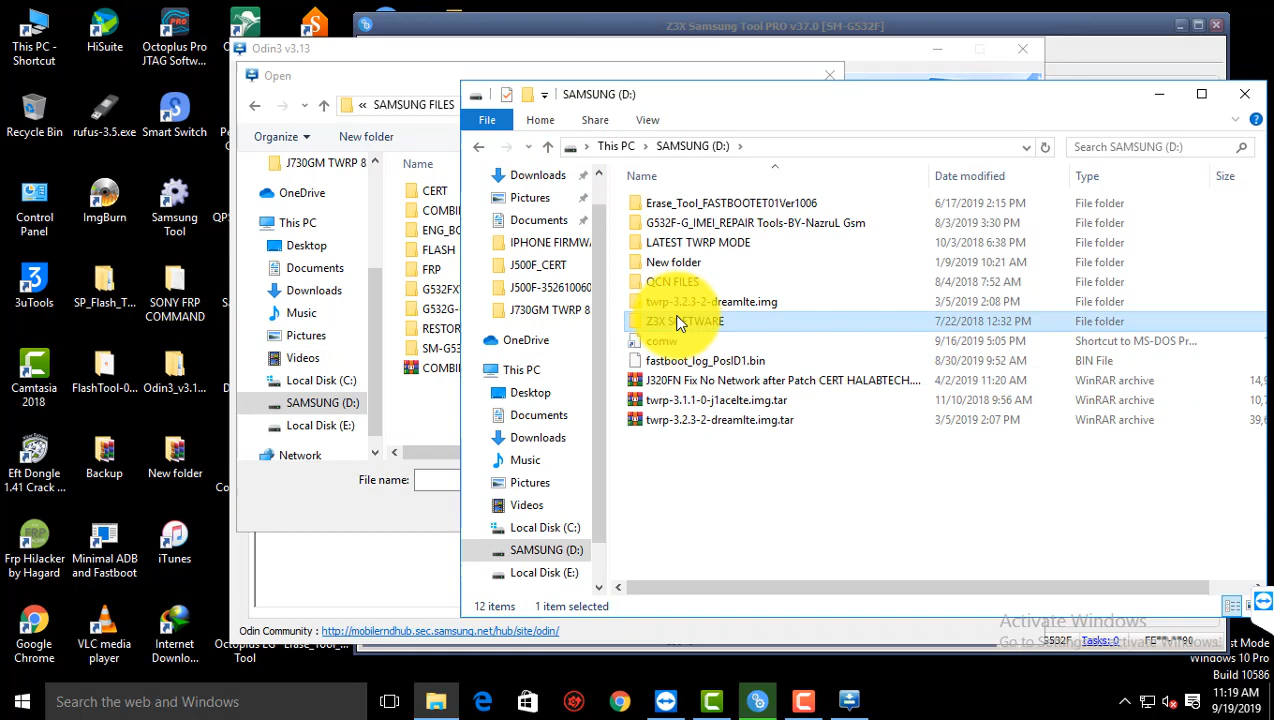 This PC - Shortcut
HiSuite
Octoplus Pro JTAG Softw...
Recycle Bin
rufus-3.5.exe
Smart Switch
Control Panel
ImgBurn
Samsung Tool
3uTools
SP_Flash_T...
SONY FRP COMMAND
Camtasia 2018
FlashTool-0...
Odin3_v3.1...
Eft Dongle 1.41 Crack ...
Backup
New folder
Frp HiJacker by Hagard
Minimal ADB and Fastboot
iTunes
Google Chrome
VLC media player
Internet Downlo...
Z3X Samsung Tool PRO v37.0 [SM-G532F]
Odin3 v3.13
Open
« SAMSUNG FILES
Organize
New folder
J730GM TWRP 8
OneDrive
This PC
Desktop
Documents
Downloads
Music
Pictures
Videos
Local Disk (C:)
SAMSUNG (D:)
Local Disk (E:)
Network
Name
CERT
ENG_BO
FLASH
FRP
G532FX
G532G-
RESTOR
SM-G53
File name:
Odin Community : http://mobilerndhub.sec.samsung.net/hub/site/odin/
SAMSUNG (D:)
File
Home
Share
View
This PC
SAMSUNG (D:)
Search SAMSUNG (D:)
Downloads
Pictures
Documents
IPHONE FIRMW
J500F_CERT
J500F-352610060
J730GM TWRP 8
OneDrive
This PC
Desktop
Documents
Downloads
Music
Pictures
Videos
Local Disk (C:)
SAMSUNG (D:)
Local Disk (E:)
Name Date modified Type Size
Erase_Tool_FASTBOOTET01Ver1006 6/17/2019 2:15 PM File folder
G532F-G_IMEI_REPAIR Tools-BY-NazruL Gsm 8/3/2019 3:30 PM File folder
LATEST TWRP MODE 10/3/2018 6:38 PM File folder
New folder 1/9/2019 10:21 AM File folder
QCN FILES 8/4/2018 7:52 AM File folder
twrp-3.2.3-2-dreamlte.img 3/5/2019 2:08 PM File folder
Z3X SOFTWARE 7/22/2018 12:32 PM File folder
comw 9/16/2019 5:05 PM Shortcut to MS-DOS Pr...
fastboot_log_PosID1.bin 8/30/2019 9:52 AM BIN File
J320FN Fix No Network after Patch CERT HALABTECH.... 4/2/2019 11:20 AM WinRAR archive 14,9
twrp-3.1.1-0-j1acelte.img.tar 11/10/2018 9:56 AM WinRAR archive 10,7
twrp-3.2.3-2-dreamlte.img.tar 3/5/2019 2:07 PM WinRAR archive 39,6
12 items 1 item selected
Activate Windows
Tasks: 0
Windows 10 Pro
Build 10586
Search the web and Windows
11:19 AM
9/19/2019